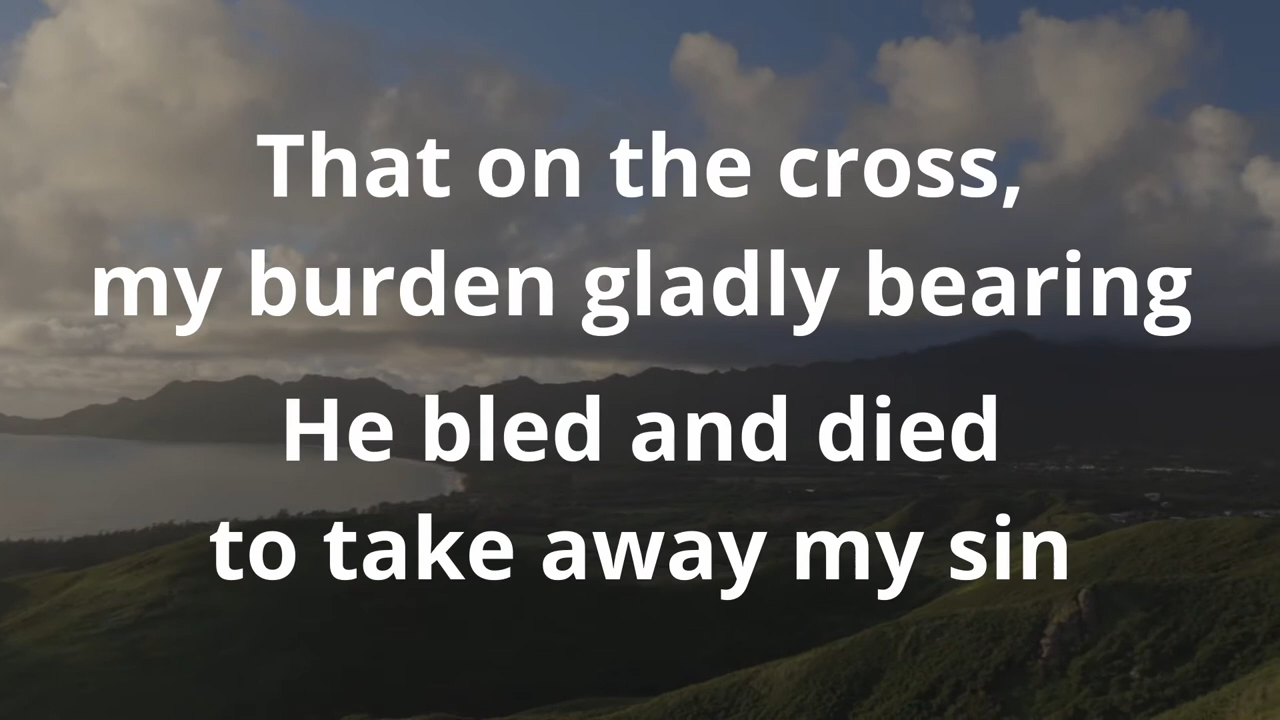 That on the cross,
my burden gladly bearing
He bled and died
to take away my sin